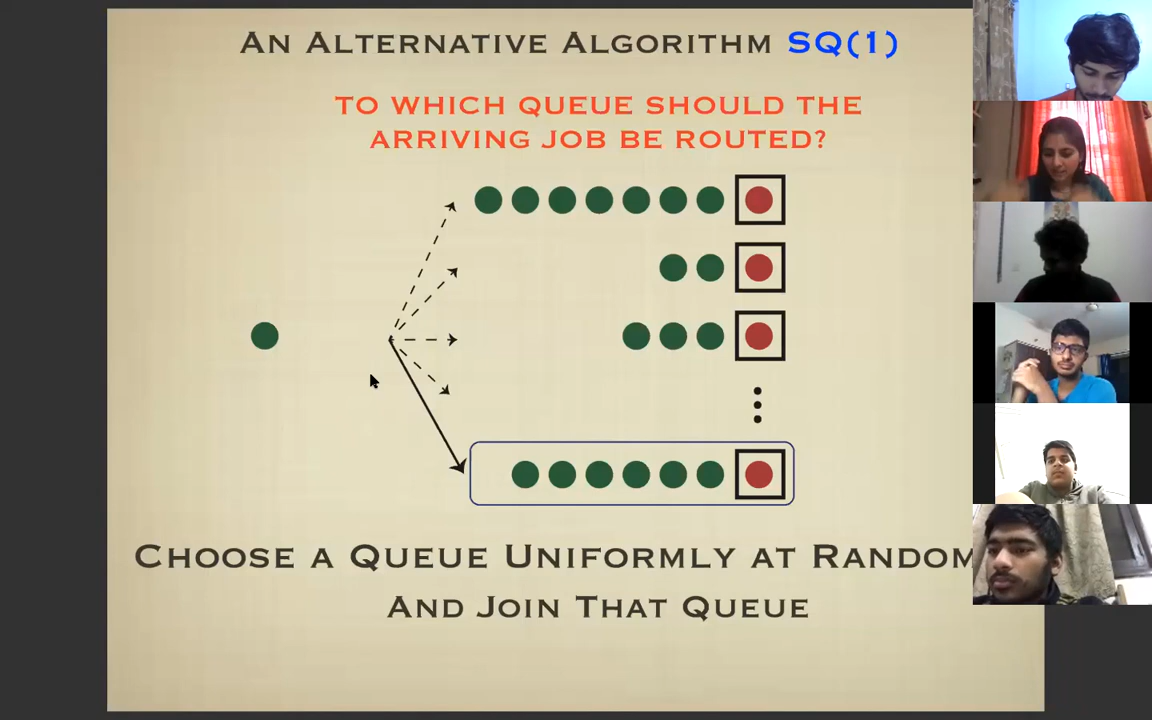 An Alternative Algorithm SQ(1)
TO WHICH QUEUE SHOULD THE
ARRIVING JOB BE ROUTED?
Choose a Queue Uniformly at Random
And Join That Queue